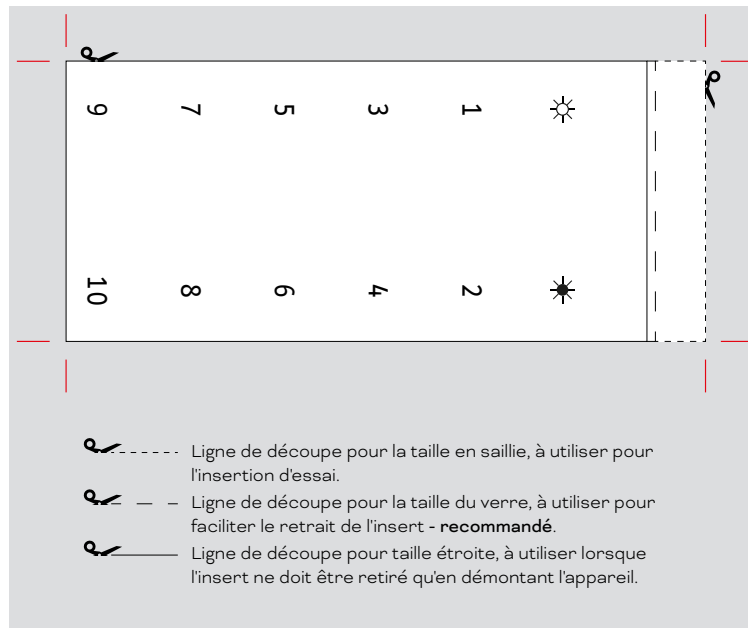 9 7 5 3 1
10 8 6 4 2
Ligne de découpe pour la taille en saillie, à utiliser pour
l'insertion d'essai.
Ligne de découpe pour la taille du verre, à utiliser pour
faciliter le retrait de l'insert - recommandé.
Ligne de découpe pour taille étroite, à utiliser lorsque
l'insert ne doit être retiré qu'en démontant l'appareil.